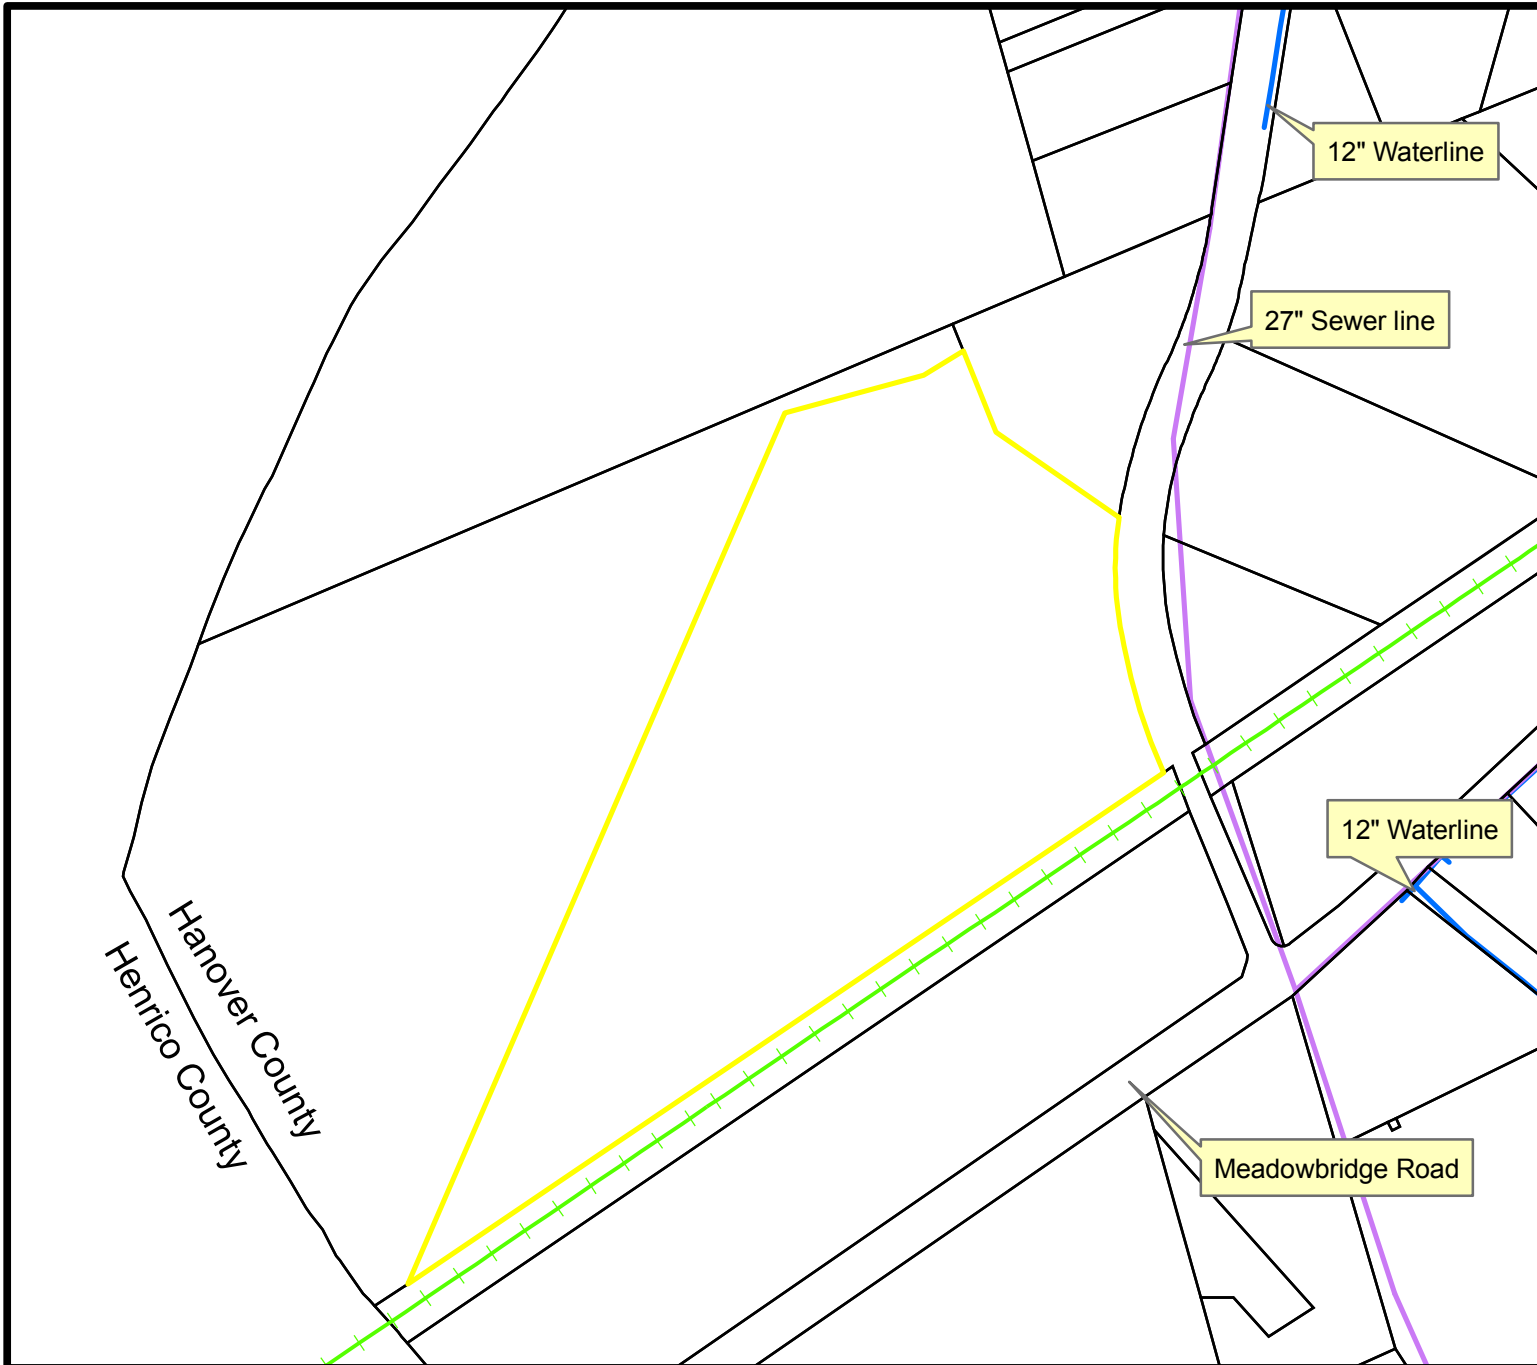 12" Waterline
27" Sewer line
12" Waterline
Hanover County
Henrico County
Meadowbridge Road